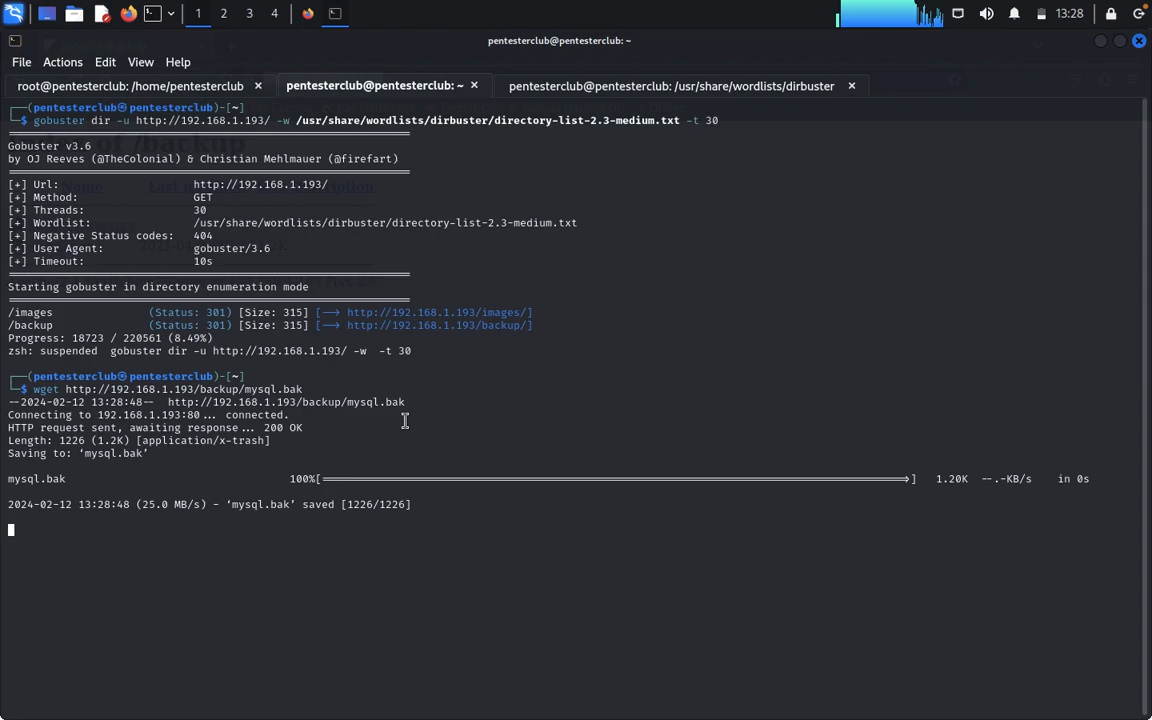 1 2 3 4 13:28
pentesterclub@pentesterclub: ~
File Actions Edit View Help
root@pentesterclub: /home/pentesterclub × pentesterclub@pentesterclub: ~ × pentesterclub@pentesterclub: /usr/share/wordlists/dirbuster ×
┌──(pentesterclub㉿pentesterclub)-[~]
└─$ gobuster dir -u http://192.168.1.193/ -w /usr/share/wordlists/dirbuster/directory-list-2.3-medium.txt -t 30
===============================================================
Gobuster v3.6
by OJ Reeves (@TheColonial) & Christian Mehlmauer (@firefart)
===============================================================
[+] Url: http://192.168.1.193/
[+] Method: GET
[+] Threads: 30
[+] Wordlist: /usr/share/wordlists/dirbuster/directory-list-2.3-medium.txt
[+] Negative Status codes: 404
[+] User Agent: gobuster/3.6
[+] Timeout: 10s
===============================================================
Starting gobuster in directory enumeration mode
===============================================================
/images (Status: 301) [Size: 315] [--> http://192.168.1.193/images/]
/backup (Status: 301) [Size: 315] [--> http://192.168.1.193/backup/]
Progress: 18723 / 220561 (8.49%)
zsh: suspended gobuster dir -u http://192.168.1.193/ -w -t 30
┌──(pentesterclub㉿pentesterclub)-[~]
└─$ wget http://192.168.1.193/backup/mysql.bak
--2024-02-12 13:28:48-- http://192.168.1.193/backup/mysql.bak
Connecting to 192.168.1.193:80... connected.
HTTP request sent, awaiting response... 200 OK
Length: 1226 (1.2K) [application/x-trash]
Saving to: ‘mysql.bak’
mysql.bak 100%[===================>] 1.20K --.-KB/s in 0s
2024-02-12 13:28:48 (25.0 MB/s) - ‘mysql.bak’ saved [1226/1226]